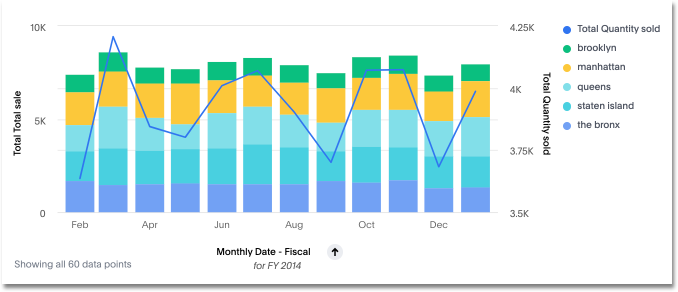 10K
5K
0
Total Total sale
4.25K
4K
3.75K
3.5K
Total Quantity sold
Feb
Apr
Jun
Aug
Oct
Dec
Monthly Date - Fiscal
for FY 2014
Showing all 60 data points
Total Quantity sold
brooklyn
manhattan
queens
staten island
the bronx